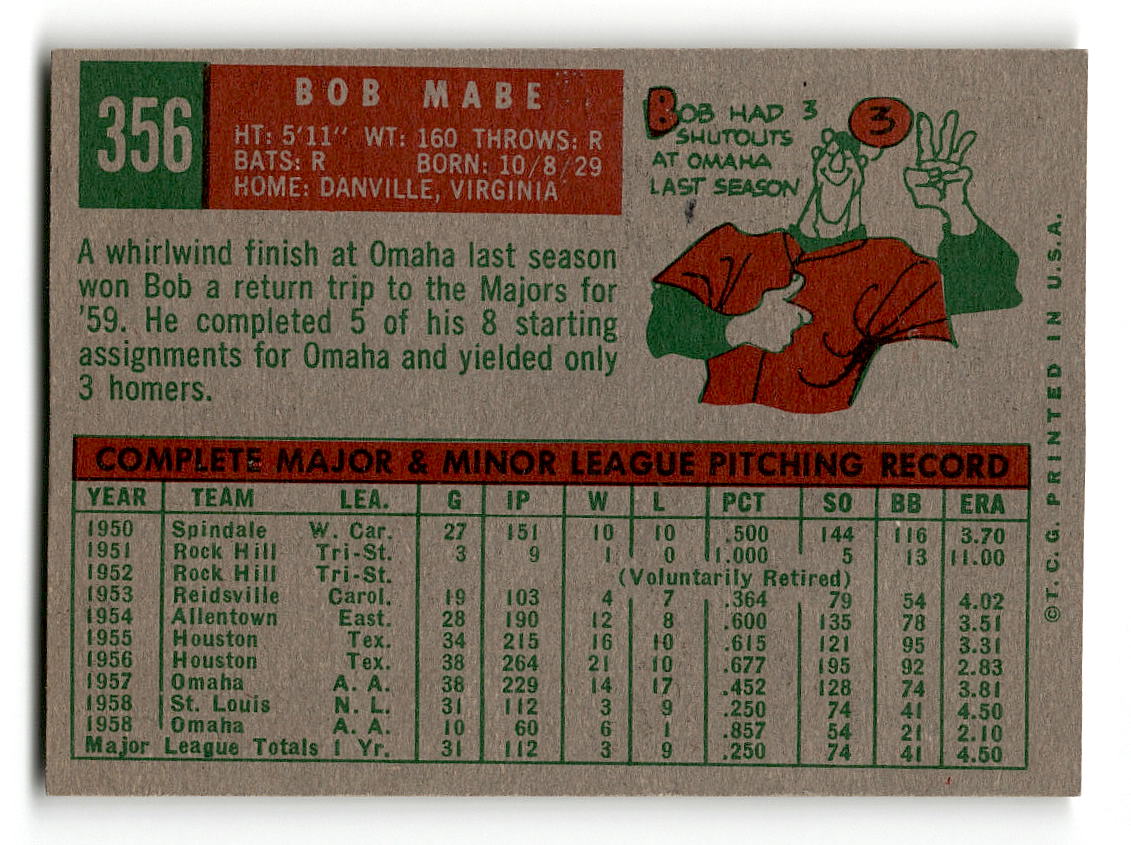 356
BOB MABE
HT: 5'11" WT: 160 THROWS: R
BATS: R BORN: 10/8/29
HOME: DANVILLE, VIRGINIA
BOB HAD 3
SHUTOUTS
AT OMAHA
LAST SEASON
3
A whirlwind finish at Omaha last season
won Bob a return trip to the Majors for
'59. He completed 5 of his 8 starting
assignments for Omaha and yielded only
3 homers.
COMPLETE MAJOR & MINOR LEAGUE PITCHING RECORD
YEAR TEAM LEA. G IP W L PCT SO BB ERA
1950 Spindale W. Car. 27 151 10 10 .500 144 116 3.70
1951 Rock Hill Tri-St. 3 9 1 0 1.000 5 13 11.00
1952 Rock Hill Tri-St. (Voluntarily Retired)
1953 Reidsville Carol. 19 103 4 7 .364 79 54 4.02
1954 Allentown East. 28 190 12 8 .600 135 78 3.51
1955 Houston Tex. 34 215 16 10 .615 121 95 3.31
1956 Houston Tex. 38 264 21 10 .677 195 92 2.83
1957 Omaha A. A. 38 229 14 17 .452 128 74 3.81
1958 St. Louis N. L. 31 112 3 9 .250 74 41 4.50
1958 Omaha A. A. 10 60 6 1 .857 54 21 2.10
Major League Totals 1 Yr. 31 112 3 9 .250 74 41 4.50
©T. C. G. PRINTED IN U.S.A.